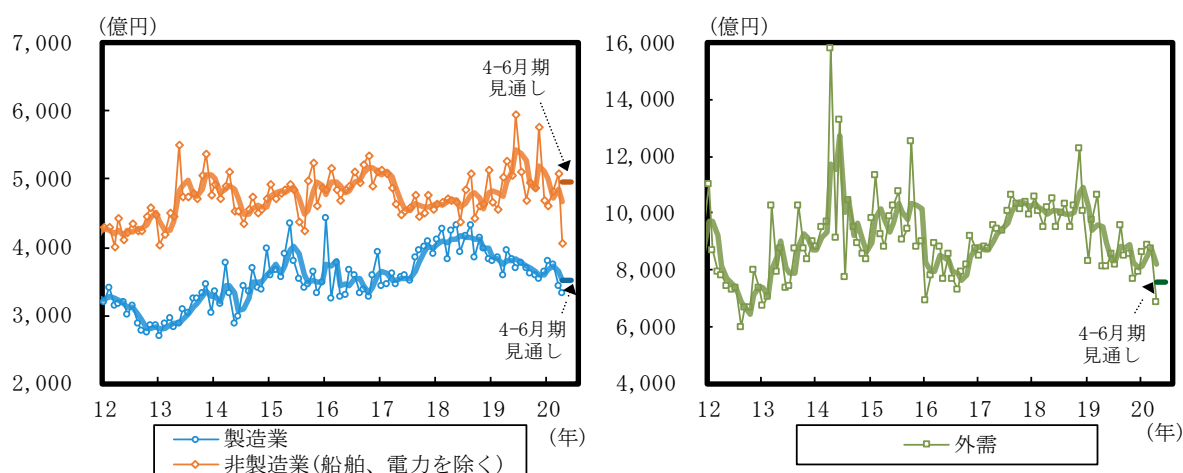 (億円)
7,000
6,000
5,000
4,000
3,000
2,000
4-6月期
見通し
4-6月期
見通し
12 13 14 15 16 17 18 19 20
(年)
製造業
非製造業(船舶、電力を除く)
(億円)
16,000
14,000
12,000
10,000
8,000
6,000
4,000
4-6月期
見通し
12 13 14 15 16 17 18 19 20
(年)
外需